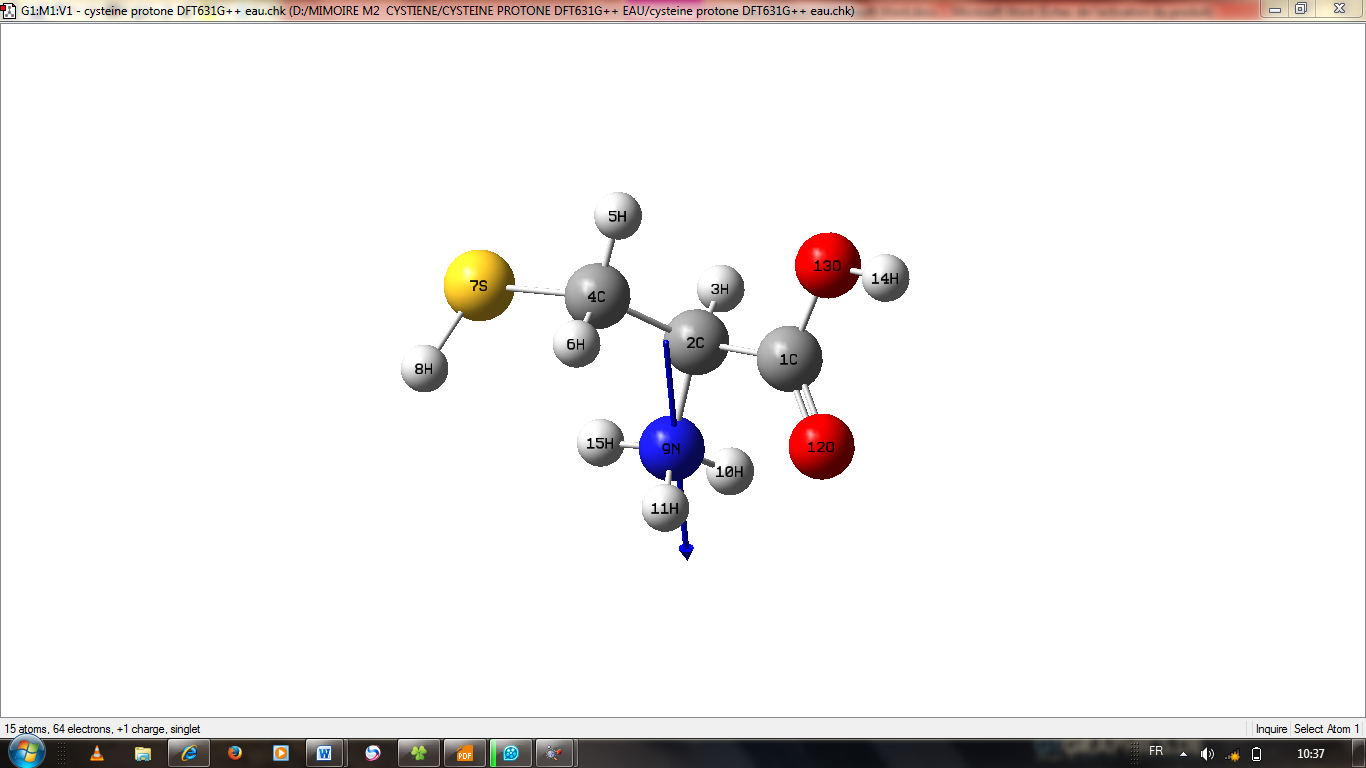 G1:M1:V1 - cysteine protone DFT631G++ eau.chk (D:/MIMOIRE M2  CYSTIENE/CYSTEINE PROTONE DFT631G++ EAU/cysteine protone DFT631G++ eau.chk)
5H
13O
14H
7S
4C
3H
6H
2C
1C
8H
15H
9N
12O
10H
11H
15 atoms, 64 electrons, +1 charge, singlet
Inquire
Select Atom 1
PDF
FR
10:37